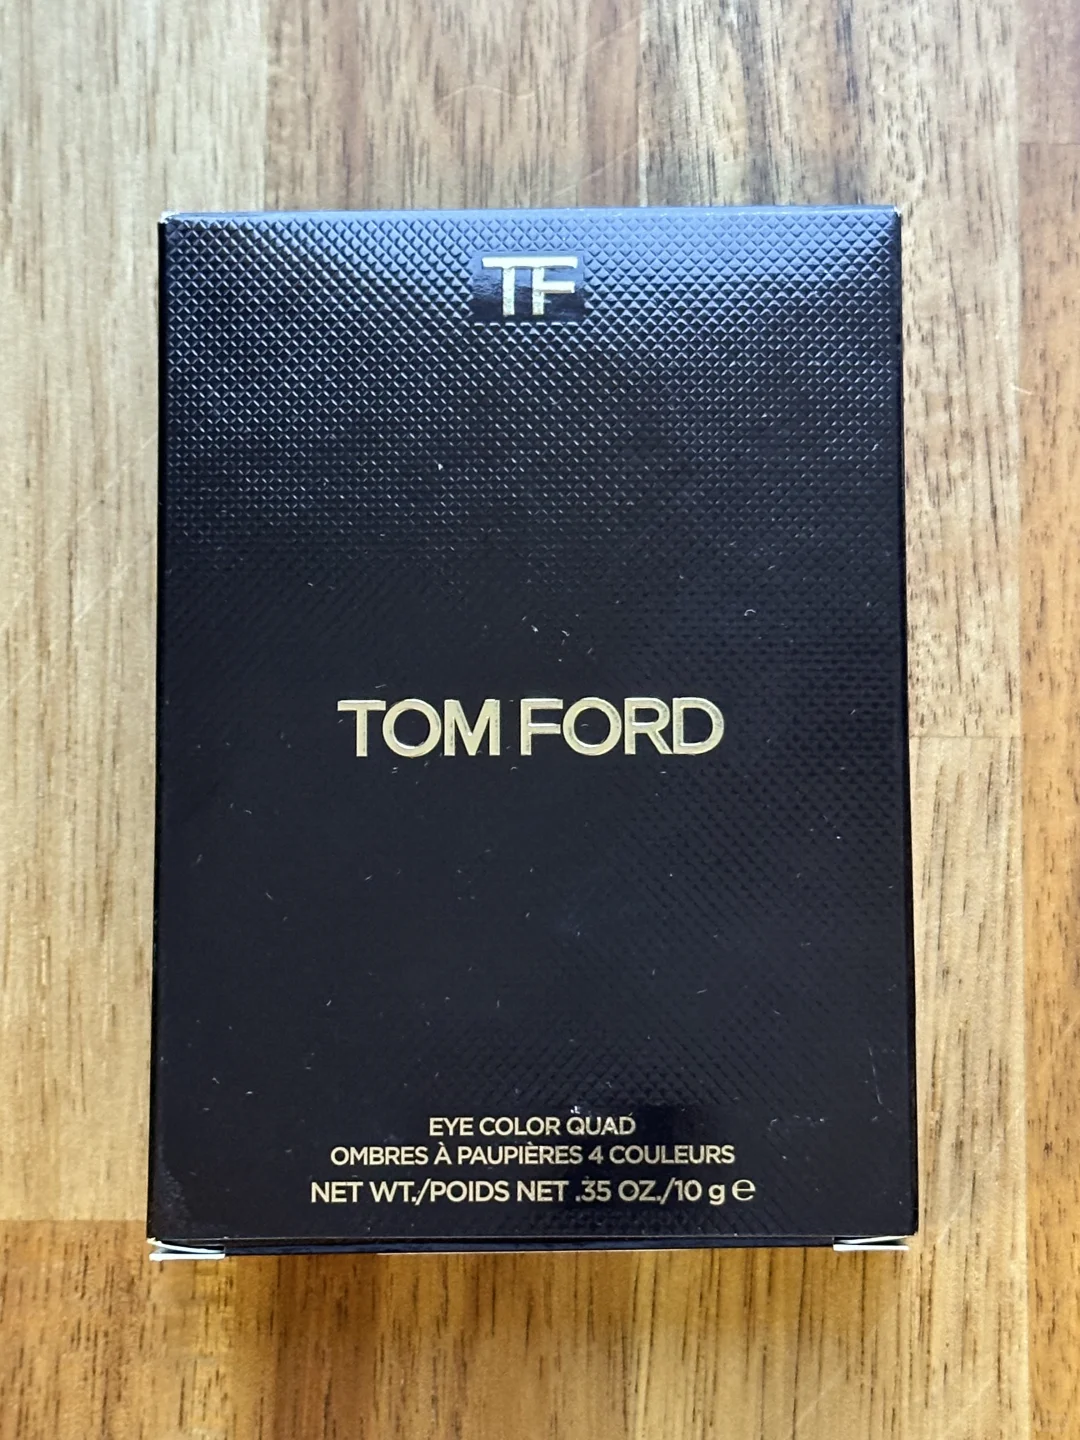 TF
TOM FORD
EYE COLOR QUAD
OMBRES À PAUPIÈRES 4 COULEURS
NET WT./POIDS NET .35 OZ./10 g ℮